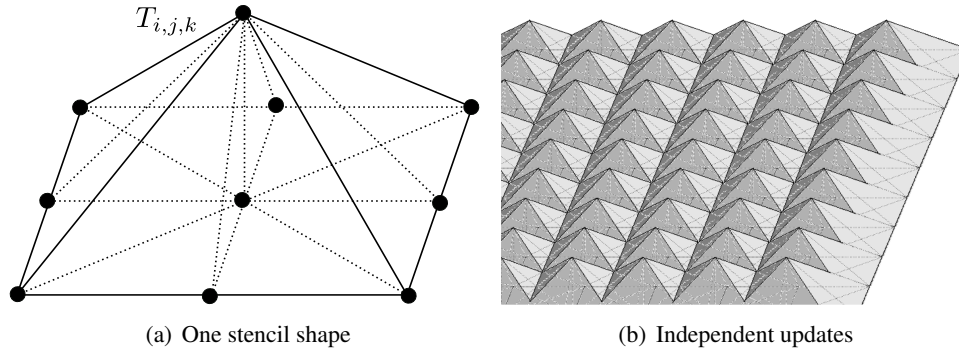 T_{i,j,k}
(a) One stencil shape
(b) Independent updates